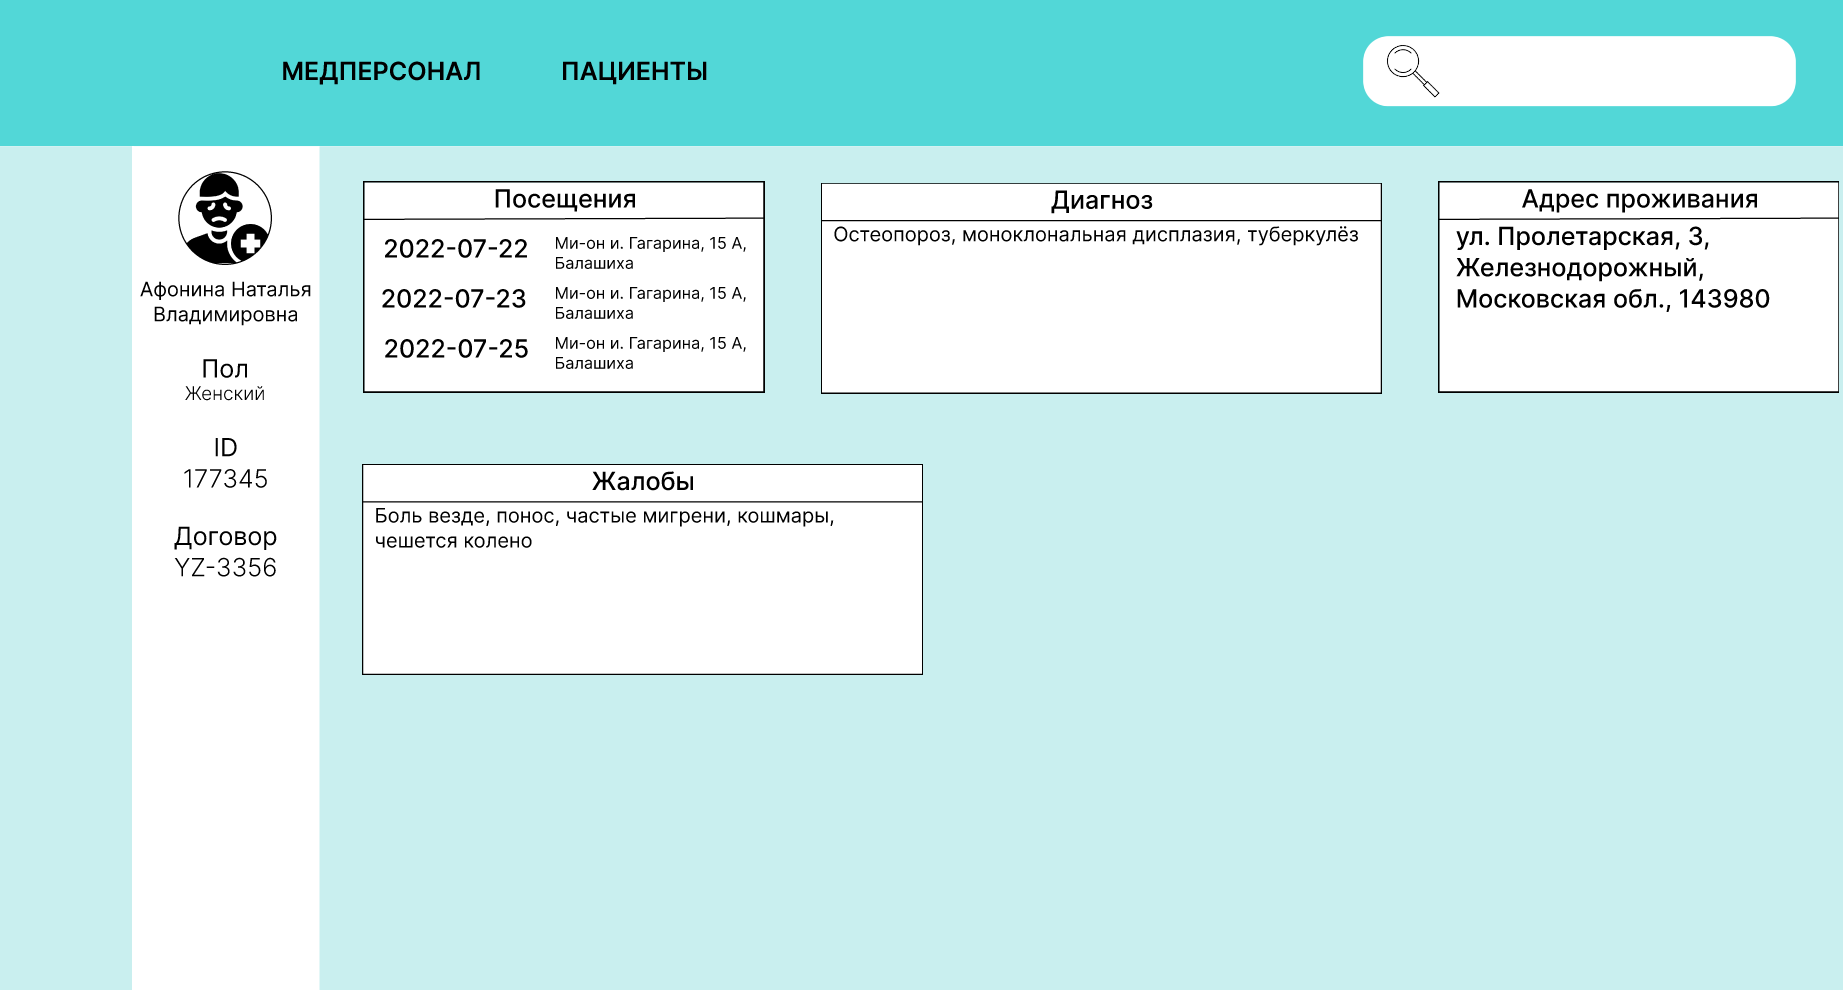 МЕДПЕРСОНАЛ
ПАЦИЕНТЫ
Афонина Наталья
Владимировна
Пол
Женский
ID
177345
Договор
YZ-3356
Посещения
2022-07-22 Ми-он и. Гагарина, 15 А,
Балашиха
2022-07-23 Ми-он и. Гагарина, 15 А,
Балашиха
2022-07-25 Ми-он и. Гагарина, 15 А,
Балашиха
Диагноз
Остеопороз, моноклональная дисплазия, туберкулёз
Адрес проживания
ул. Пролетарская, 3,
Железнодорожный,
Московская обл., 143980
Жалобы
Боль везде, понос, частые мигрени, кошмары,
чешется колено